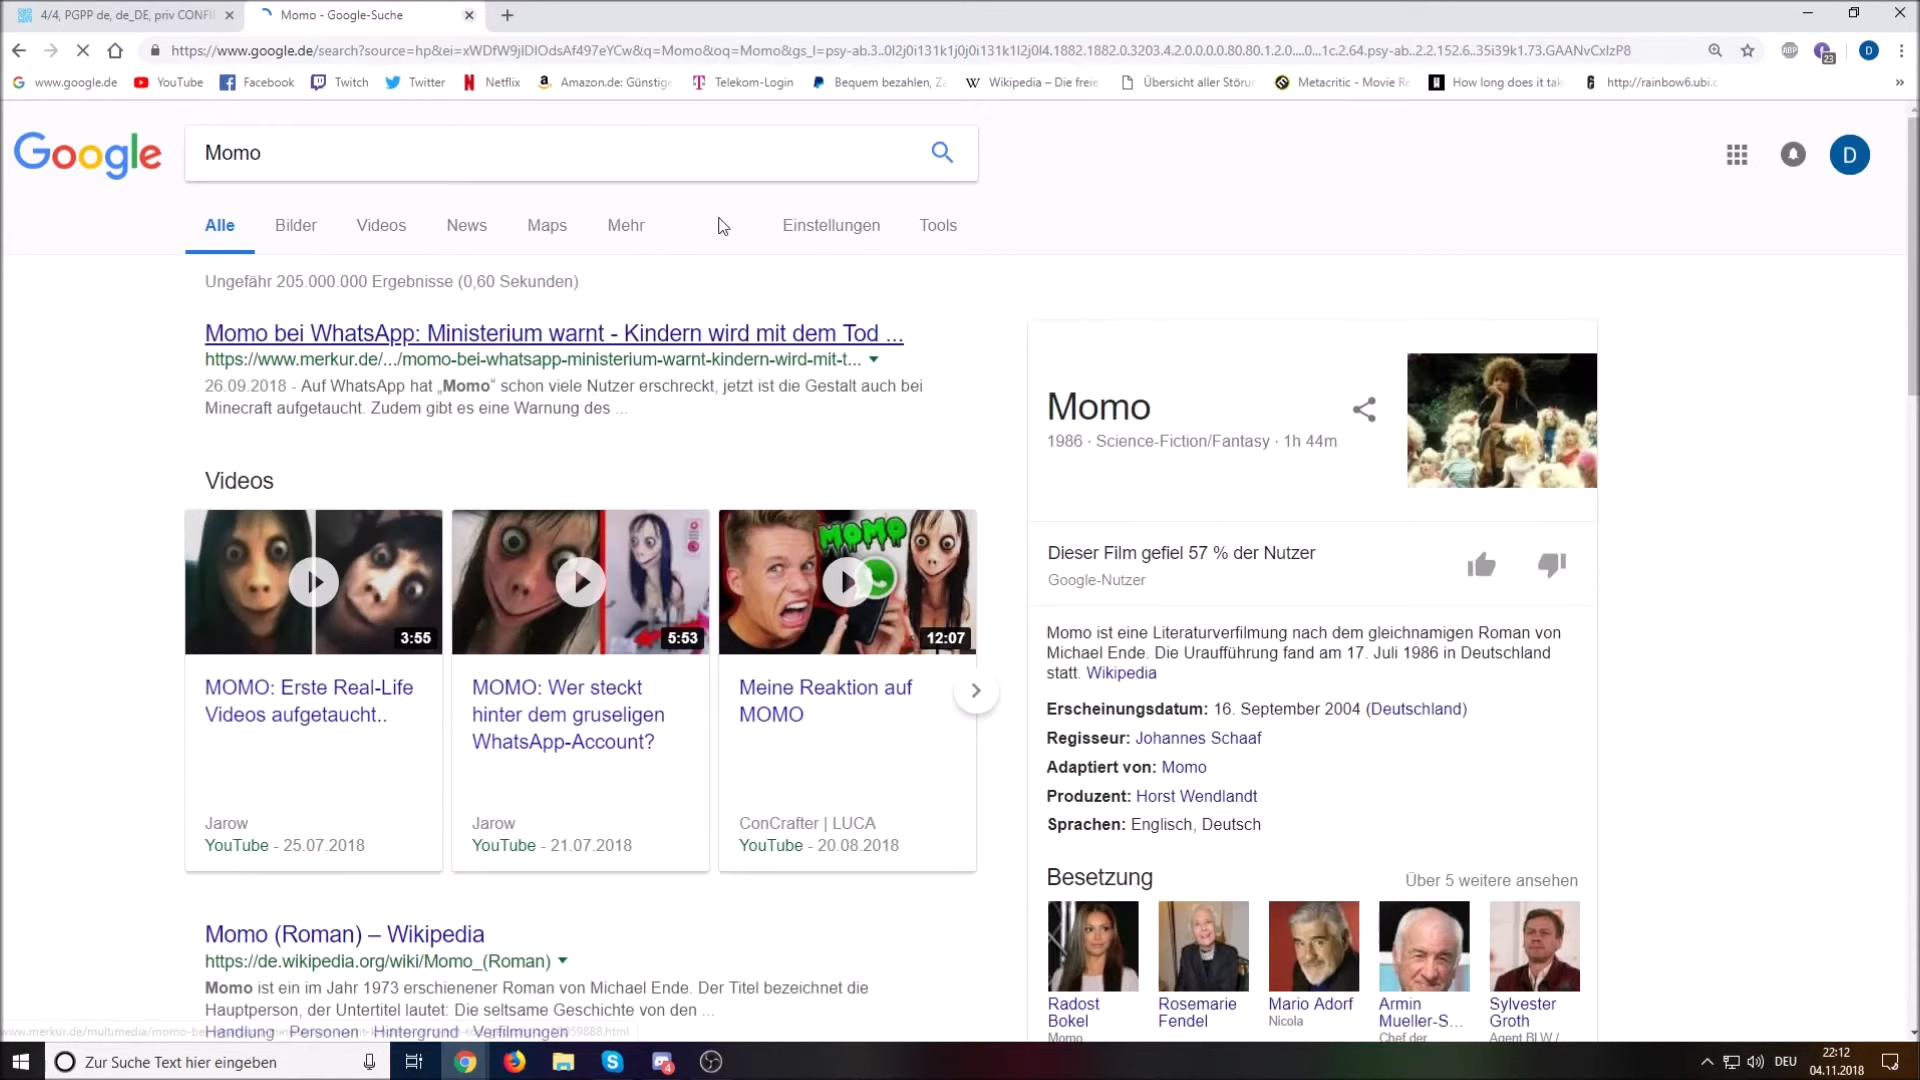 4/4, PGPP de, de_DE, priv CONFI
Momo - Google-Suche
https://www.google.de/search?source=hp&ei=xWDfW9jlDIOdsAf497eYCw&q=Momo&oq=Momo&gs_l=psy-ab.3..0l2j0i131k1j0j0i131k1l2j0l4.1882.1882.0.3203.4.2.0.0.0.0.80.80.1.2.0....0...1c.2.64.psy-ab..2.2.152.6..35i39k1.73.GAANvCxlzP8
ABP
23
D
www.google.de YouTube Facebook Twitch Twitter Netflix Amazon.de: Günstige Telekom-Login Bequem bezahlen, Za Wikipedia – Die freie Übersicht aller Störun Metacritic - Movie Re How long does it tak http://rainbow6.ubi.c
Google
Momo
D
Alle Bilder Videos News Maps Mehr Einstellungen Tools
Ungefähr 205.000.000 Ergebnisse (0,60 Sekunden)
Momo bei WhatsApp: Ministerium warnt - Kindern wird mit dem Tod ...
https://www.merkur.de/.../momo-bei-whatsapp-ministerium-warnt-kindern-wird-mit-t...
26.09.2018 - Auf WhatsApp hat „Momo“ schon viele Nutzer erschreckt, jetzt ist die Gestalt auch bei
Minecraft aufgetaucht. Zudem gibt es eine Warnung des ...
Videos
3:55
5:53
MOMO
12:07
MOMO: Erste Real-Life
Videos aufgetaucht..
Jarow
YouTube - 25.07.2018
MOMO: Wer steckt
hinter dem gruseligen
WhatsApp-Account?
Jarow
YouTube - 21.07.2018
Meine Reaktion auf
MOMO
ConCrafter | LUCA
YouTube - 20.08.2018
Momo (Roman) – Wikipedia
https://de.wikipedia.org/wiki/Momo_(Roman)
Momo ist ein im Jahr 1973 erschienener Roman von Michael Ende. Der Titel bezeichnet die
Hauptperson, der Untertitel lautet: Die seltsame Geschichte von den ...
Handlung Personen Hintergrund Verfilmungen
Momo
1986 · Science-Fiction/Fantasy · 1h 44m
Dieser Film gefiel 57 % der Nutzer
Google-Nutzer
Momo ist eine Literaturverfilmung nach dem gleichnamigen Roman von
Michael Ende. Die Uraufführung fand am 17. Juli 1986 in Deutschland
statt. Wikipedia
Erscheinungsdatum: 16. September 2004 (Deutschland)
Regisseur: Johannes Schaaf
Adaptiert von: Momo
Produzent: Horst Wendlandt
Sprachen: Englisch, Deutsch
Besetzung
Über 5 weitere ansehen
Radost
Bokel
Momo
Rosemarie
Fendel
Mario Adorf
Nicola
Armin
Mueller-S...
Chef der
Sylvester
Groth
Agent BLW /
Zur Suche Text hier eingeben
4
DEU
22:12
04.11.2018